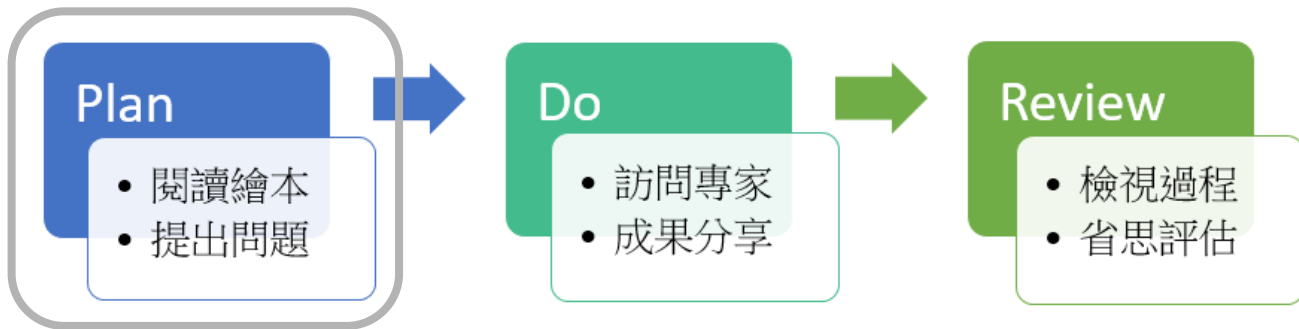 Plan
• 閱讀繪本
• 提出問題
Do
• 訪問專家
• 成果分享
Review
• 檢視過程
• 省思評估